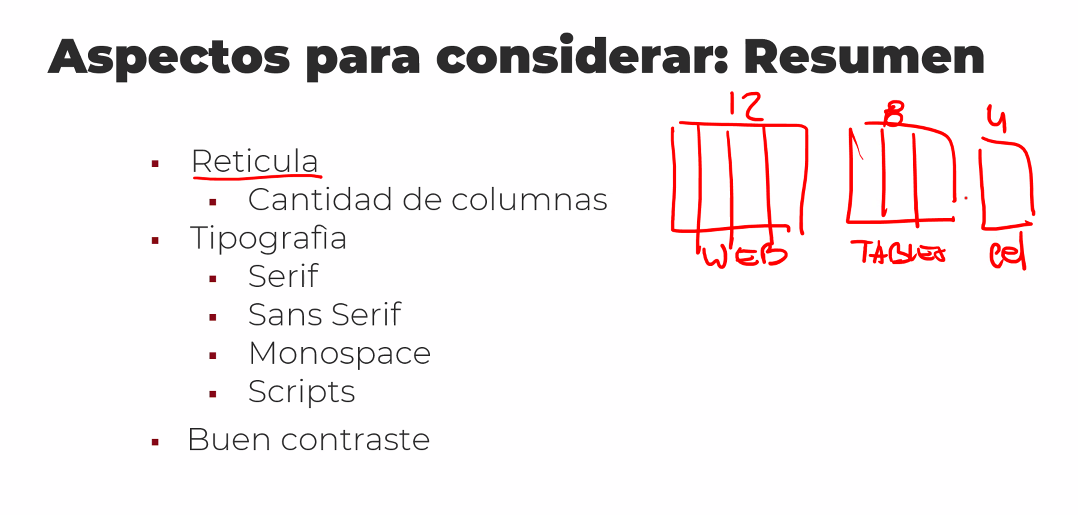 Aspectos para considerar: Resumen
12 8 4
Reticula
Cantidad de columnas
Tipografìa
WEB TABLET cel
Serif
Sans Serif
Monospace
Scripts
Buen contraste